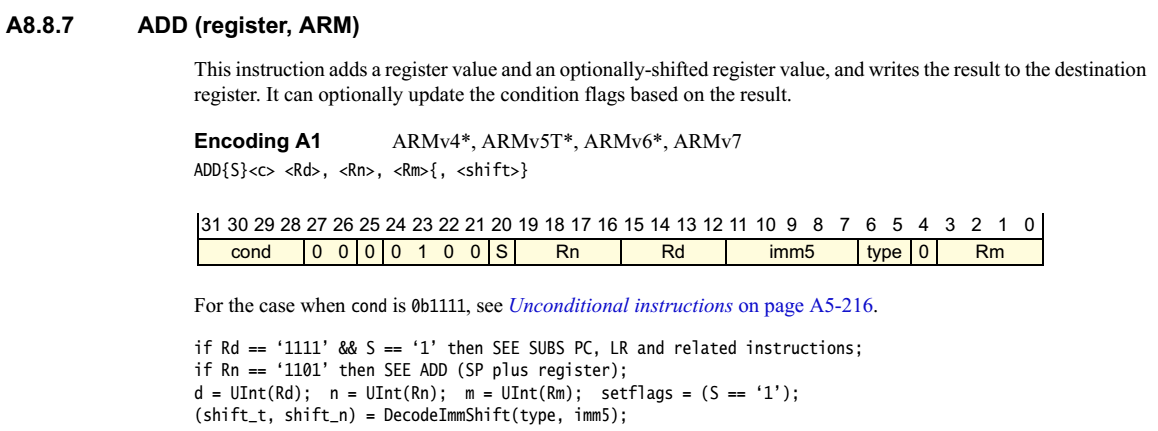 A8.8.7 ADD (register, ARM)
This instruction adds a register value and an optionally-shifted register value, and writes the result to the destination
register. It can optionally update the condition flags based on the result.
Encoding A1 ARMv4*, ARMv5T*, ARMv6*, ARMv7
ADD{S}<c> <Rd>, <Rn>, <Rm>{, <shift>}
31 30 29 28 27 26 25 24 23 22 21 20 19 18 17 16 15 14 13 12 11 10 9 8 7 6 5 4 3 2 1 0
cond 0 0 0 0 1 0 0 S Rn Rd imm5 type 0 Rm
For the case when cond is 0b1111, see Unconditional instructions on page A5-216.
if Rd == ‘1111’ && S == ‘1’ then SEE SUBS PC, LR and related instructions;
if Rn == ‘1101’ then SEE ADD (SP plus register);
d = UInt(Rd); n = UInt(Rn); m = UInt(Rm); setflags = (S == ‘1’);
(shift_t, shift_n) = DecodeImmShift(type, imm5);